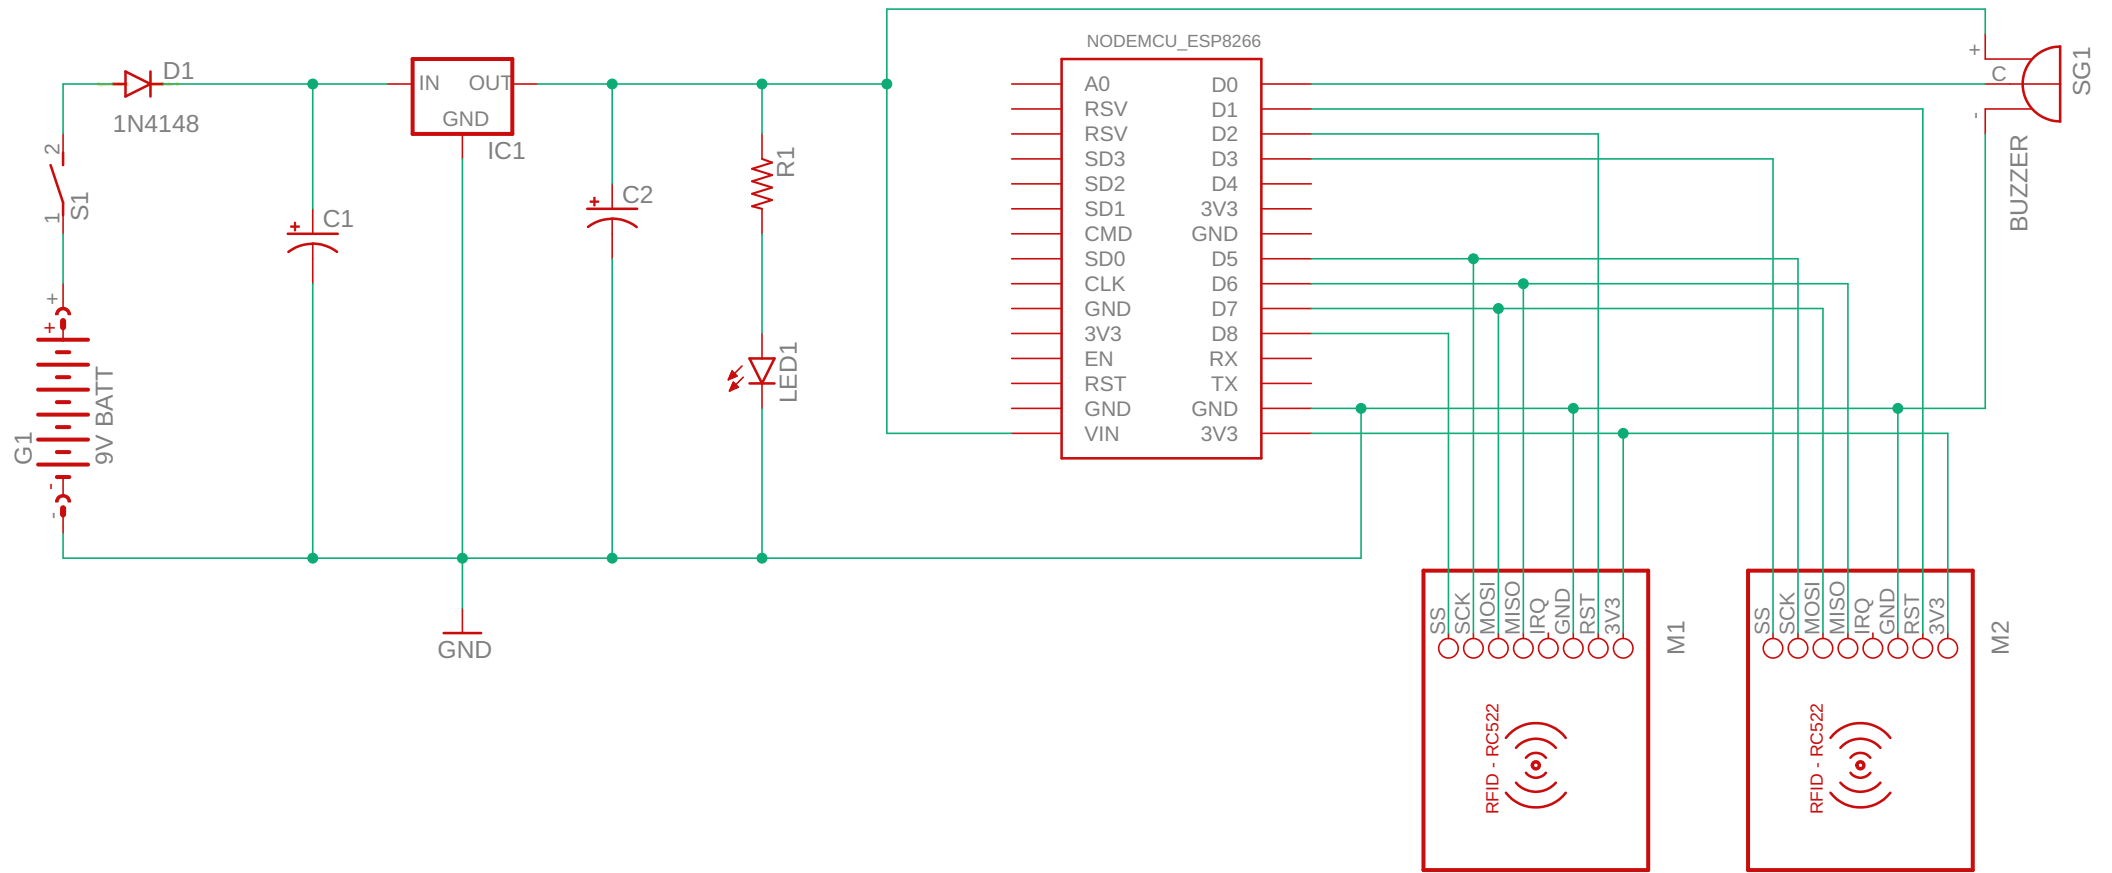 NODEMCU_ESP8266
D1
1N4148
IN
OUT
GND
IC1
2
1
S1
+
+
G1
9V BATT
-
-
+
C1
+
C2
R1
LED1
GND
A0
RSV
RSV
SD3
SD2
SD1
CMD
SD0
CLK
GND
3V3
EN
RST
GND
VIN
D0
D1
D2
D3
D4
3V3
GND
D5
D6
D7
D8
RX
TX
GND
3V3
+
C
-
SG1
BUZZER
SS
SCK
MOSI
MISO
IRQ
GND
RST
3V3
M1
RFID - RC522
SS
SCK
MOSI
MISO
IRQ
GND
RST
3V3
M2
RFID - RC522